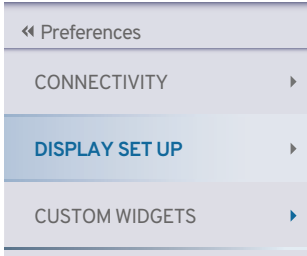 Preferences
CONNECTIVITY
DISPLAY SET UP
CUSTOM WIDGETS